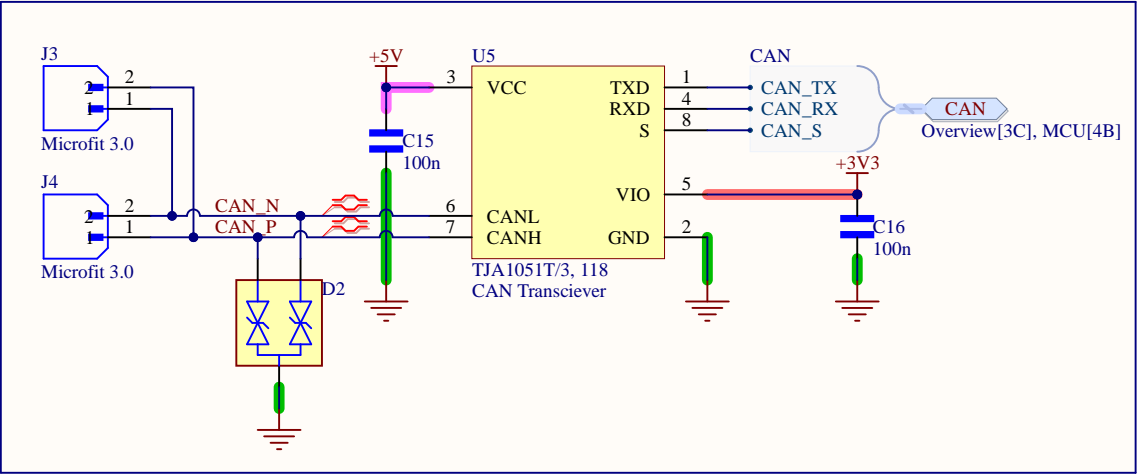 J3
2
2
1
1
Microfit 3.0
J4
2
2
1
1
Microfit 3.0
CAN_N
CAN_P
D2
+5V
C15
100n
U5
3
VCC
6
CANL
7
CANH
TXD
1
RXD
4
S
8
VIO
5
GND
2
TJA1051T/3, 118
CAN Transciever
CAN
CAN_TX
CAN_RX
CAN_S
CAN
Overview[3C], MCU[4B]
+3V3
C16
100n